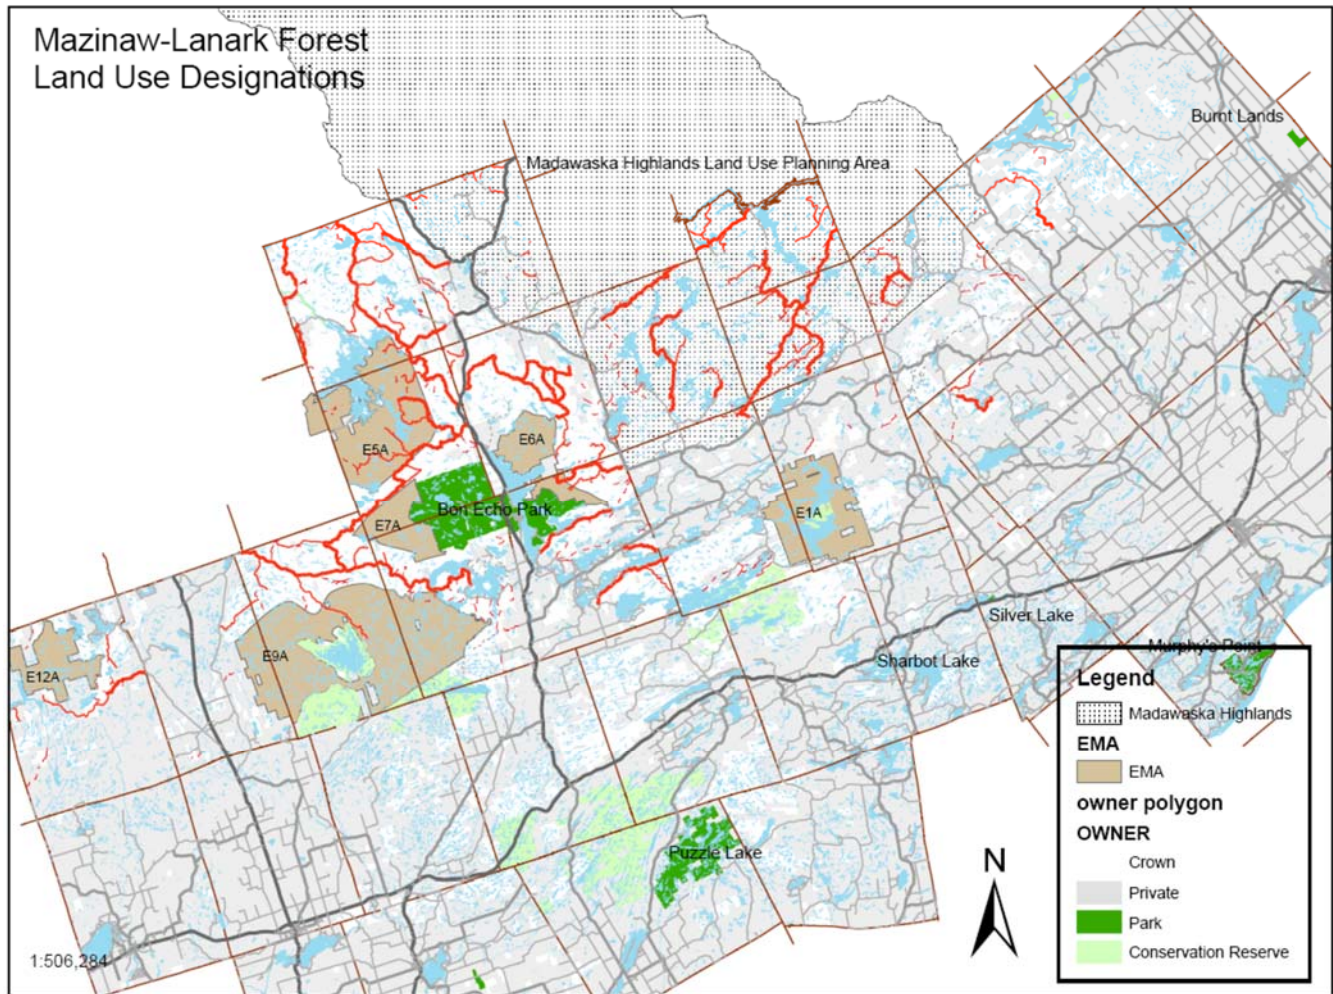 Mazinaw-Lanark Forest
Land Use Designations
Burnt Lands
Madawaska Highlands Land Use Planning Area
E5A
E6A
Bon Echo Park
E7A
E1A
Silver Lake
Murphy's Point
E9A
Sharbot Lake
E12A
Puzzle Lake
Legend
Madawaska Highlands
EMA
EMA
owner polygon
OWNER
Crown
Private
Park
Conservation Reserve
N
1:506,284